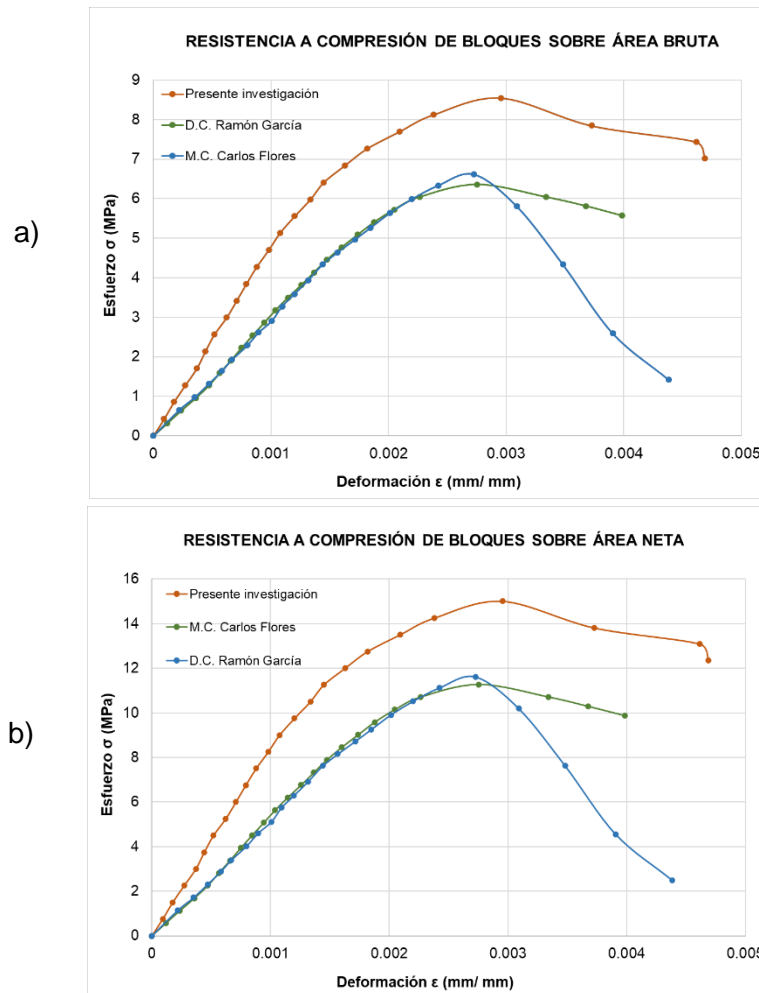 a)
RESISTENCIA A COMPRESIÓN DE BLOQUES SOBRE ÁREA BRUTA
Esfuerzo σ (MPa)
9
8
7
6
5
4
3
2
1
0
Presente investigación
D.C. Ramón García
M.C. Carlos Flores
0 0.001 0.002 0.003 0.004 0.005
Deformación ε (mm/ mm)
b)
RESISTENCIA A COMPRESIÓN DE BLOQUES SOBRE ÁREA NETA
Esfuerzo σ (MPa)
16
14
12
10
8
6
4
2
0
Presente investigación
M.C. Carlos Flores
D.C. Ramón García
0 0.001 0.002 0.003 0.004 0.005
Deformación ε (mm/ mm)